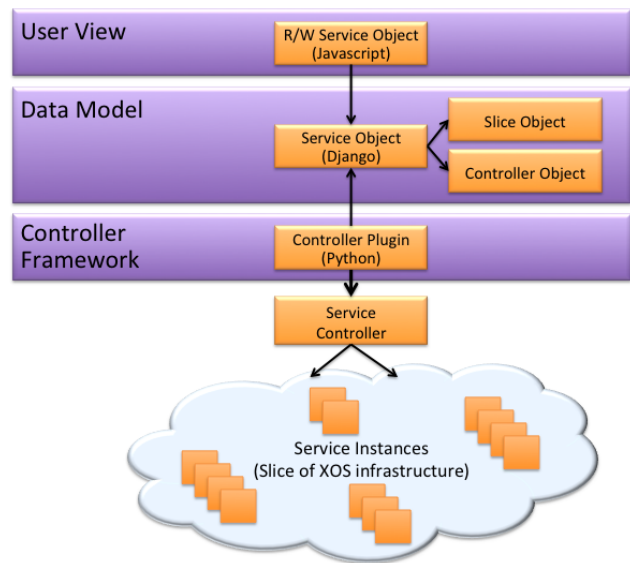 User View
R/W Service Object
(Javascript)
Data Model
Service Object
(Django)
Slice Object
Controller Object
Controller
Framework
Controller Plugin
(Python)
Service
Controller
Service Instances
(Slice of XOS infrastructure)